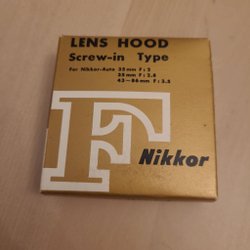 LENS HOOD
Screw-in Type
For Nikkor-Auto 35mm F:2
35mm F:2.8
43~86mm F:3.5
F
Nikkor